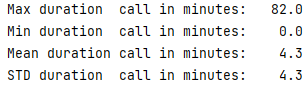 Max duration  call in minutes:   82.0
Min duration  call in minutes:    0.0
Mean duration call in minutes:    4.3
STD duration  call in minutes:    4.3